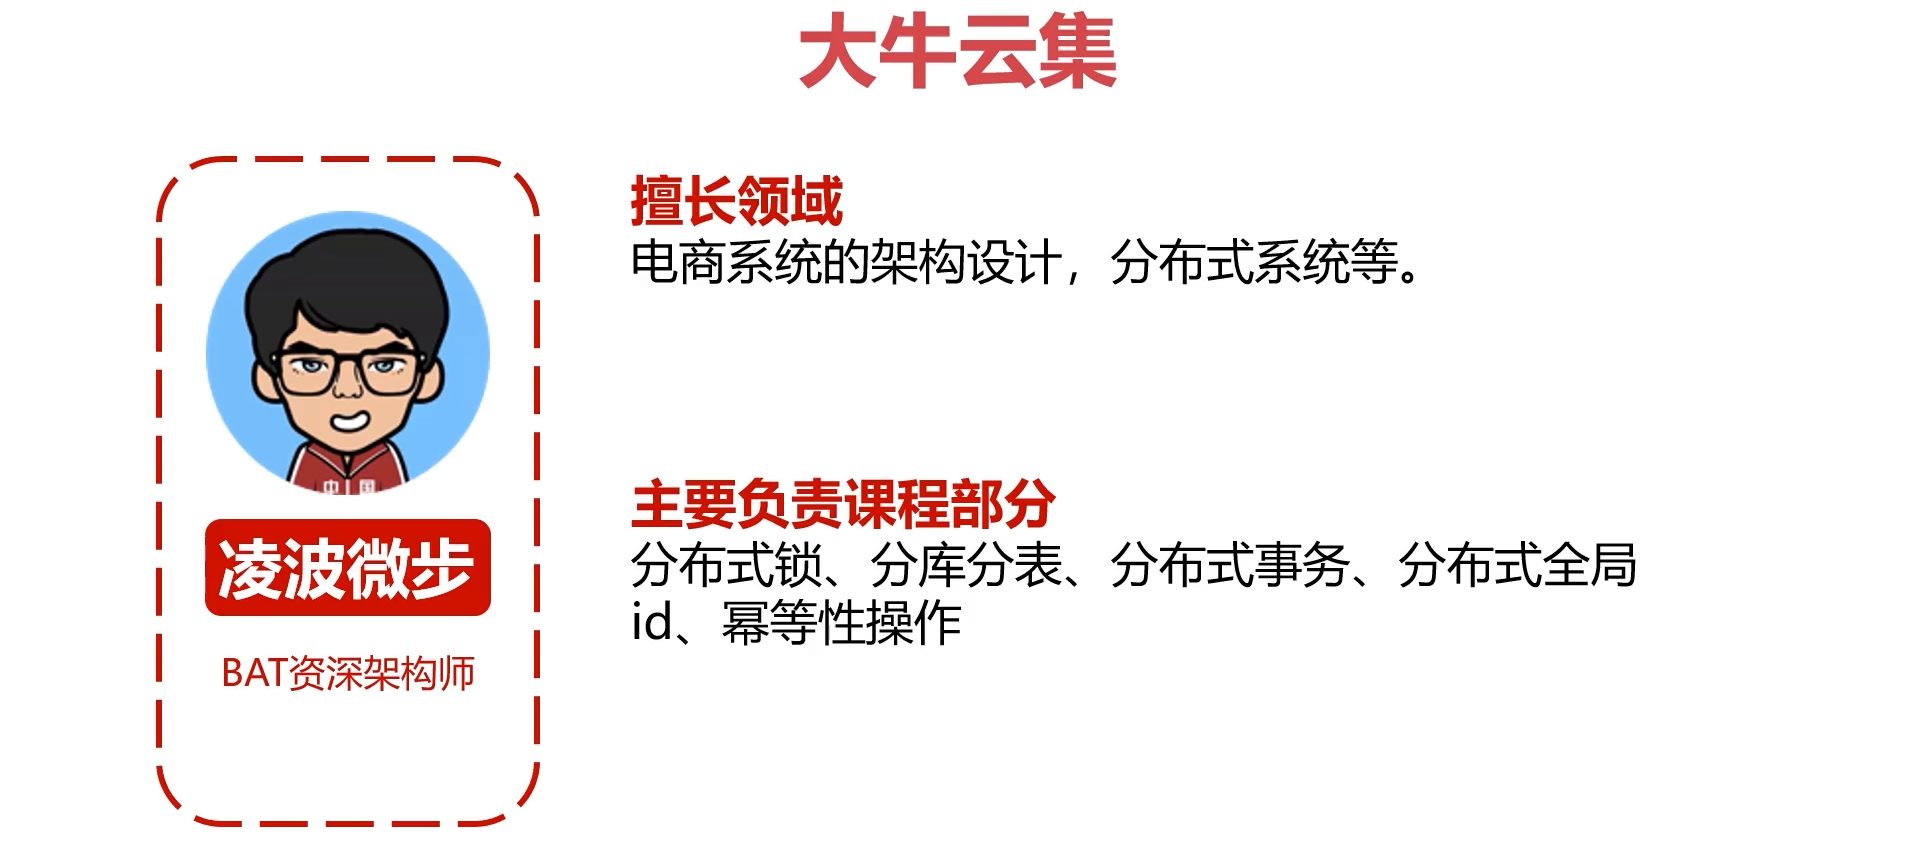 大牛云集
擅长领域
电商系统的架构设计，分布式系统等。
中国
凌波微步
BAT资深架构师
主要负责课程部分
分布式锁、分库分表、分布式事务、分布式全局
id、幂等性操作